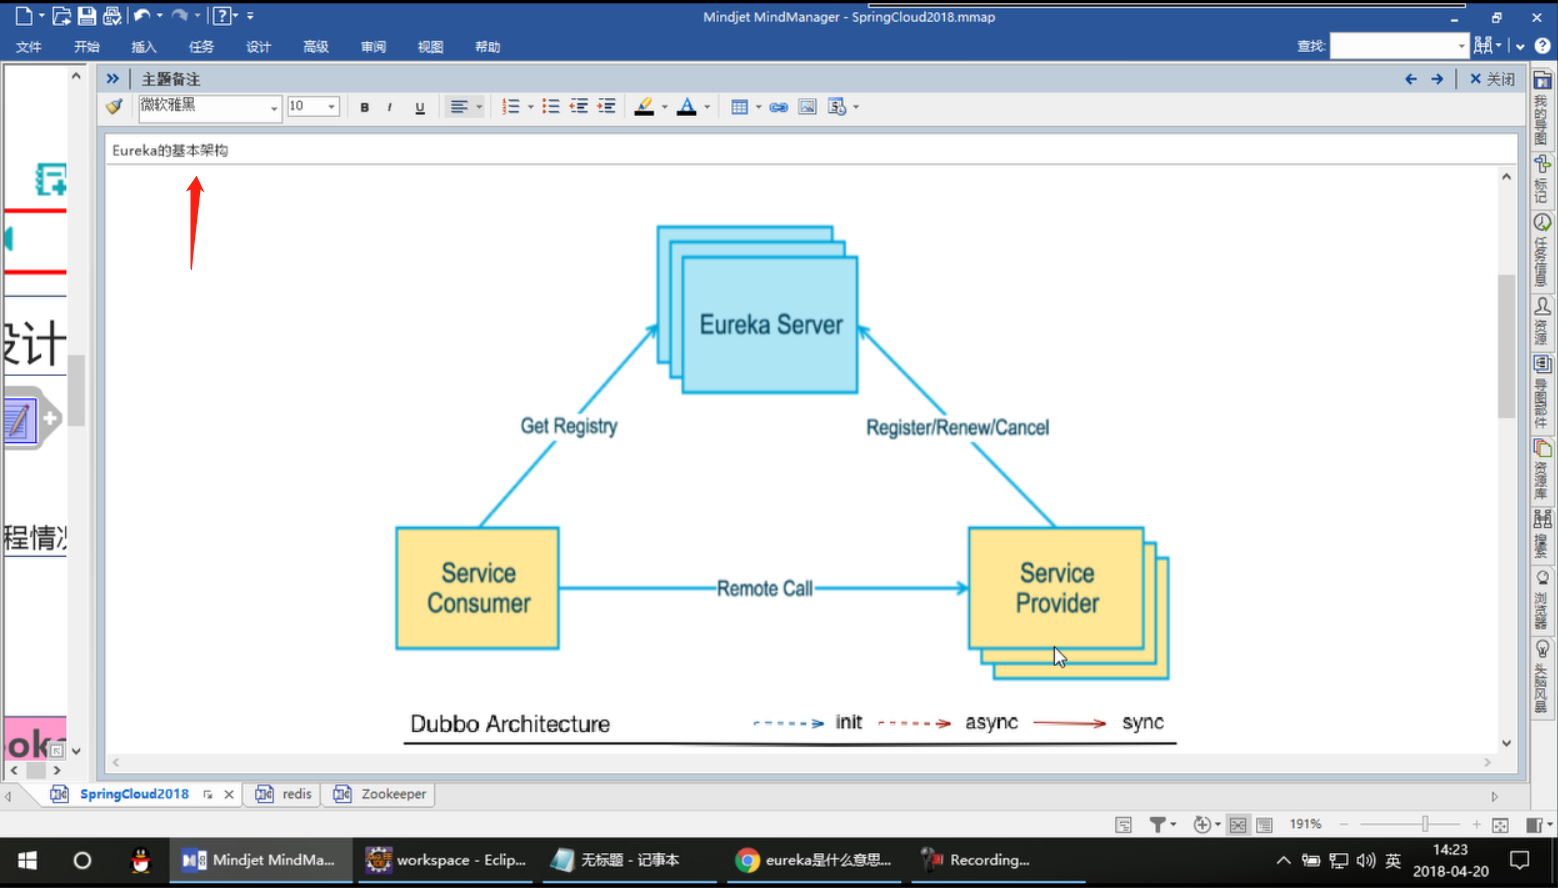 Mindjet MindManager - SpringCloud2018.mmap
文件 开始 插入 任务 设计 高级 审阅 视图 帮助 查找:
主题备注 关闭
微软雅黑 10 B I U A
Eureka的基本架构
设计
程情况
Eureka Server
Get Registry
Register/Renew/Cancel
Service
Consumer
Remote Call
Service
Provider
Dubbo Architecture init async sync
我的导图
标记
任务信息
资源
导图部件
资源库
搜索
浏览器
头脑风暴
SpringCloud2018 redis Zookeeper
191%
Mindjet MindMa... workspace - Eclip... 无标题 - 记事本 eureka是什么意思... Recording... 英 14:23
2018-04-20